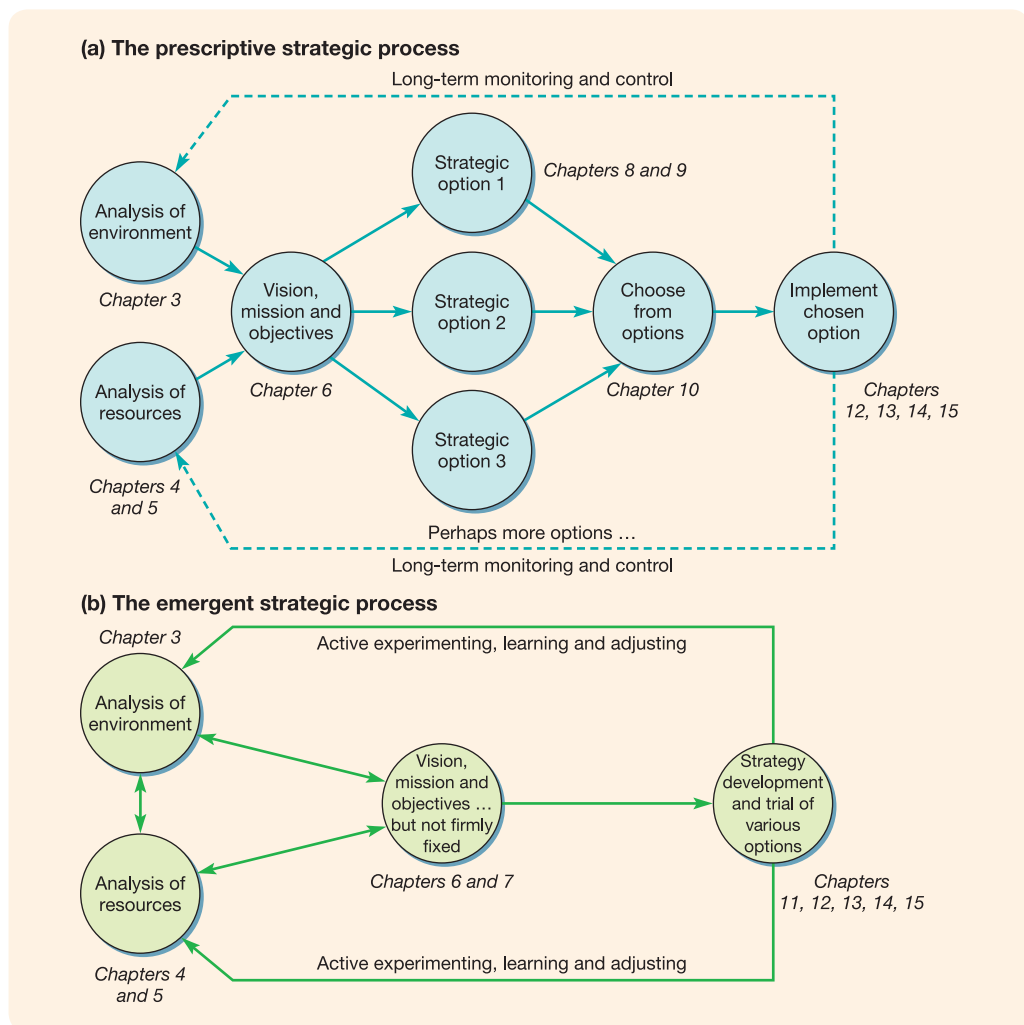 (a) The prescriptive strategic process
Long-term monitoring and control
Analysis of
environment
Chapter 3
Analysis of
resources
Chapters 4
and 5
Vision,
mission and
objectives
Chapter 6
Strategic
option 1
Chapters 8 and 9
Strategic
option 2
Strategic
option 3
Perhaps more options …
Choose
from
options
Chapter 10
Implement
chosen
option
Chapters
12, 13, 14, 15
Long-term monitoring and control
(b) The emergent strategic process
Chapter 3
Active experimenting, learning and adjusting
Analysis of
environment
Analysis of
resources
Chapters 4
and 5
Vision,
mission and
objectives …
but not firmly
fixed
Chapters 6 and 7
Strategy
development
and trial of
various
options
Chapters
11, 12, 13, 14, 15
Active experimenting, learning and adjusting